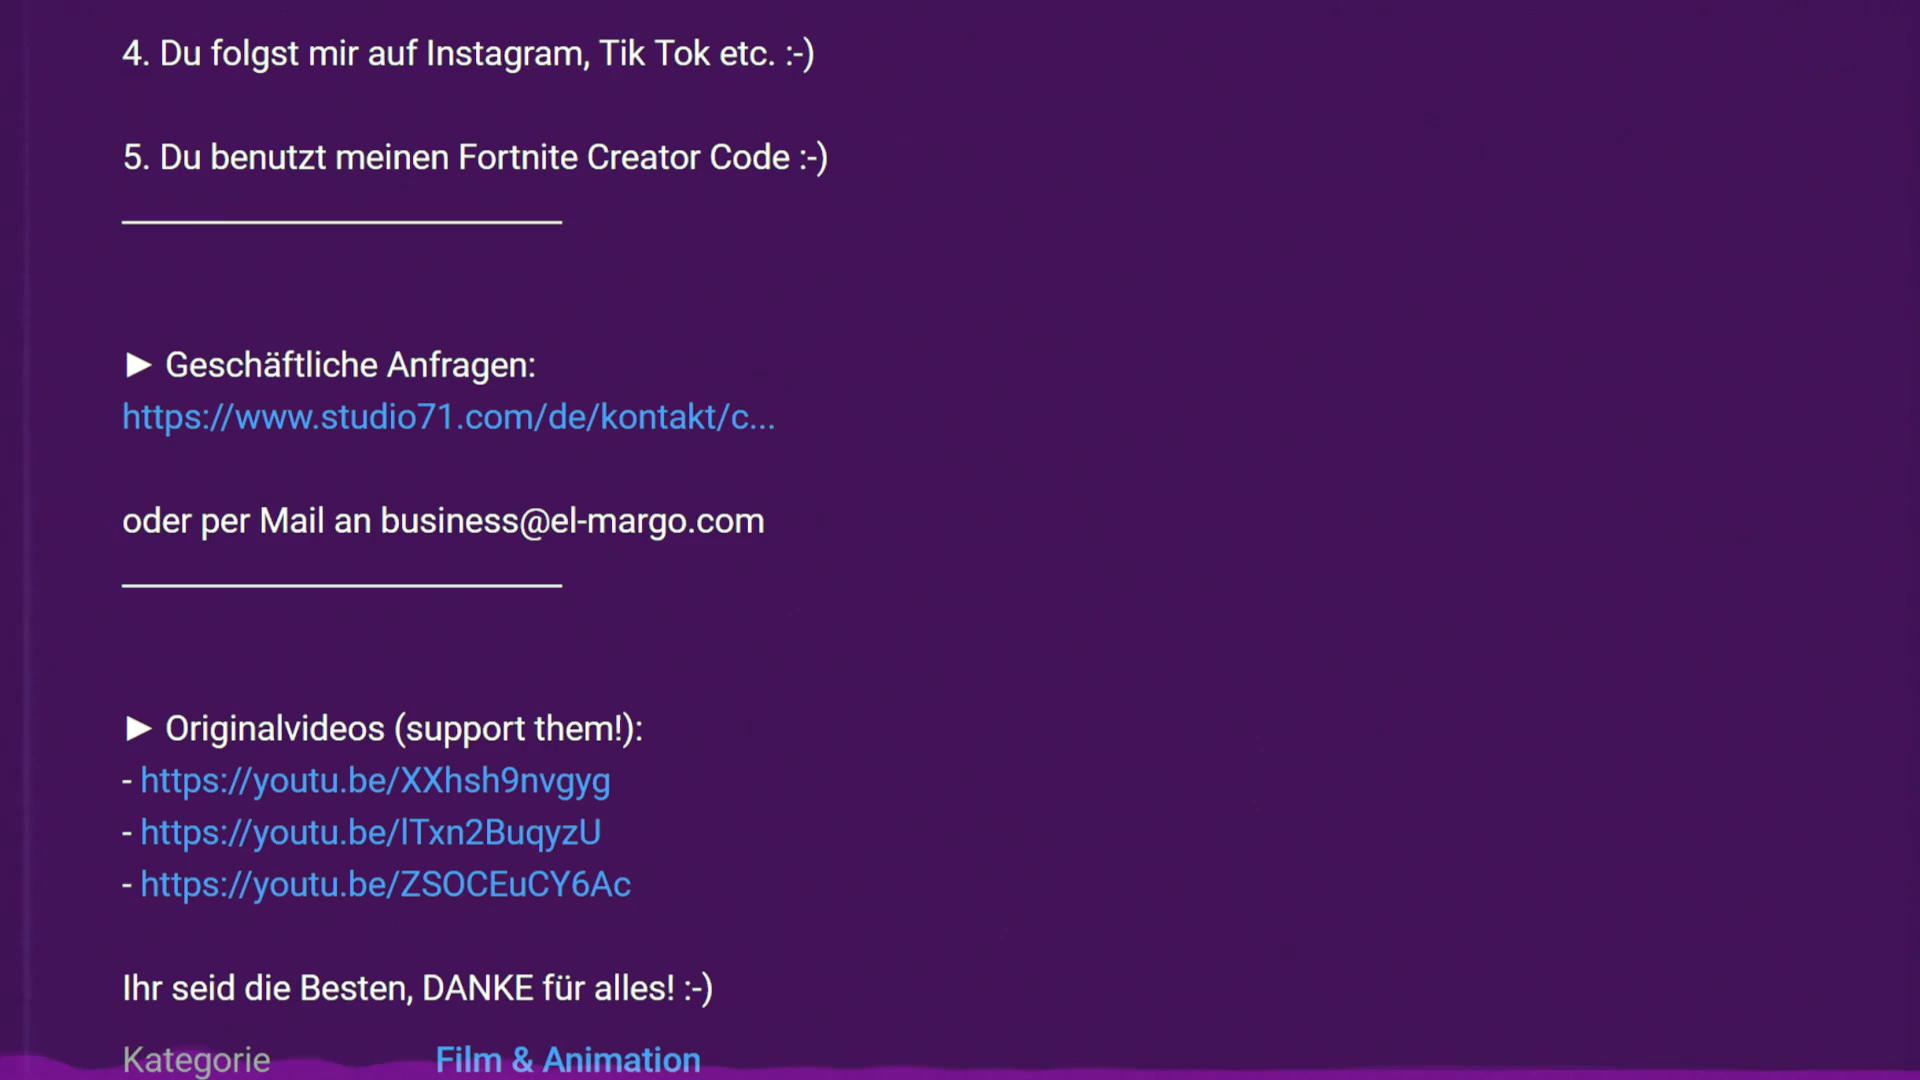 4. Du folgst mir auf Instagram, Tik Tok etc. :-)
5. Du benutzt meinen Fortnite Creator Code :-)
► Geschäftliche Anfragen:
https://www.studio71.com/de/kontakt/c...
oder per Mail an business@el-margo.com
► Originalvideos (support them!):
- https://youtu.be/XXhsh9nvgyg
- https://youtu.be/lTxn2BuqyzU
- https://youtu.be/ZSOCEuCY6Ac
Ihr seid die Besten, DANKE für alles! :-)
Kategorie Film & Animation